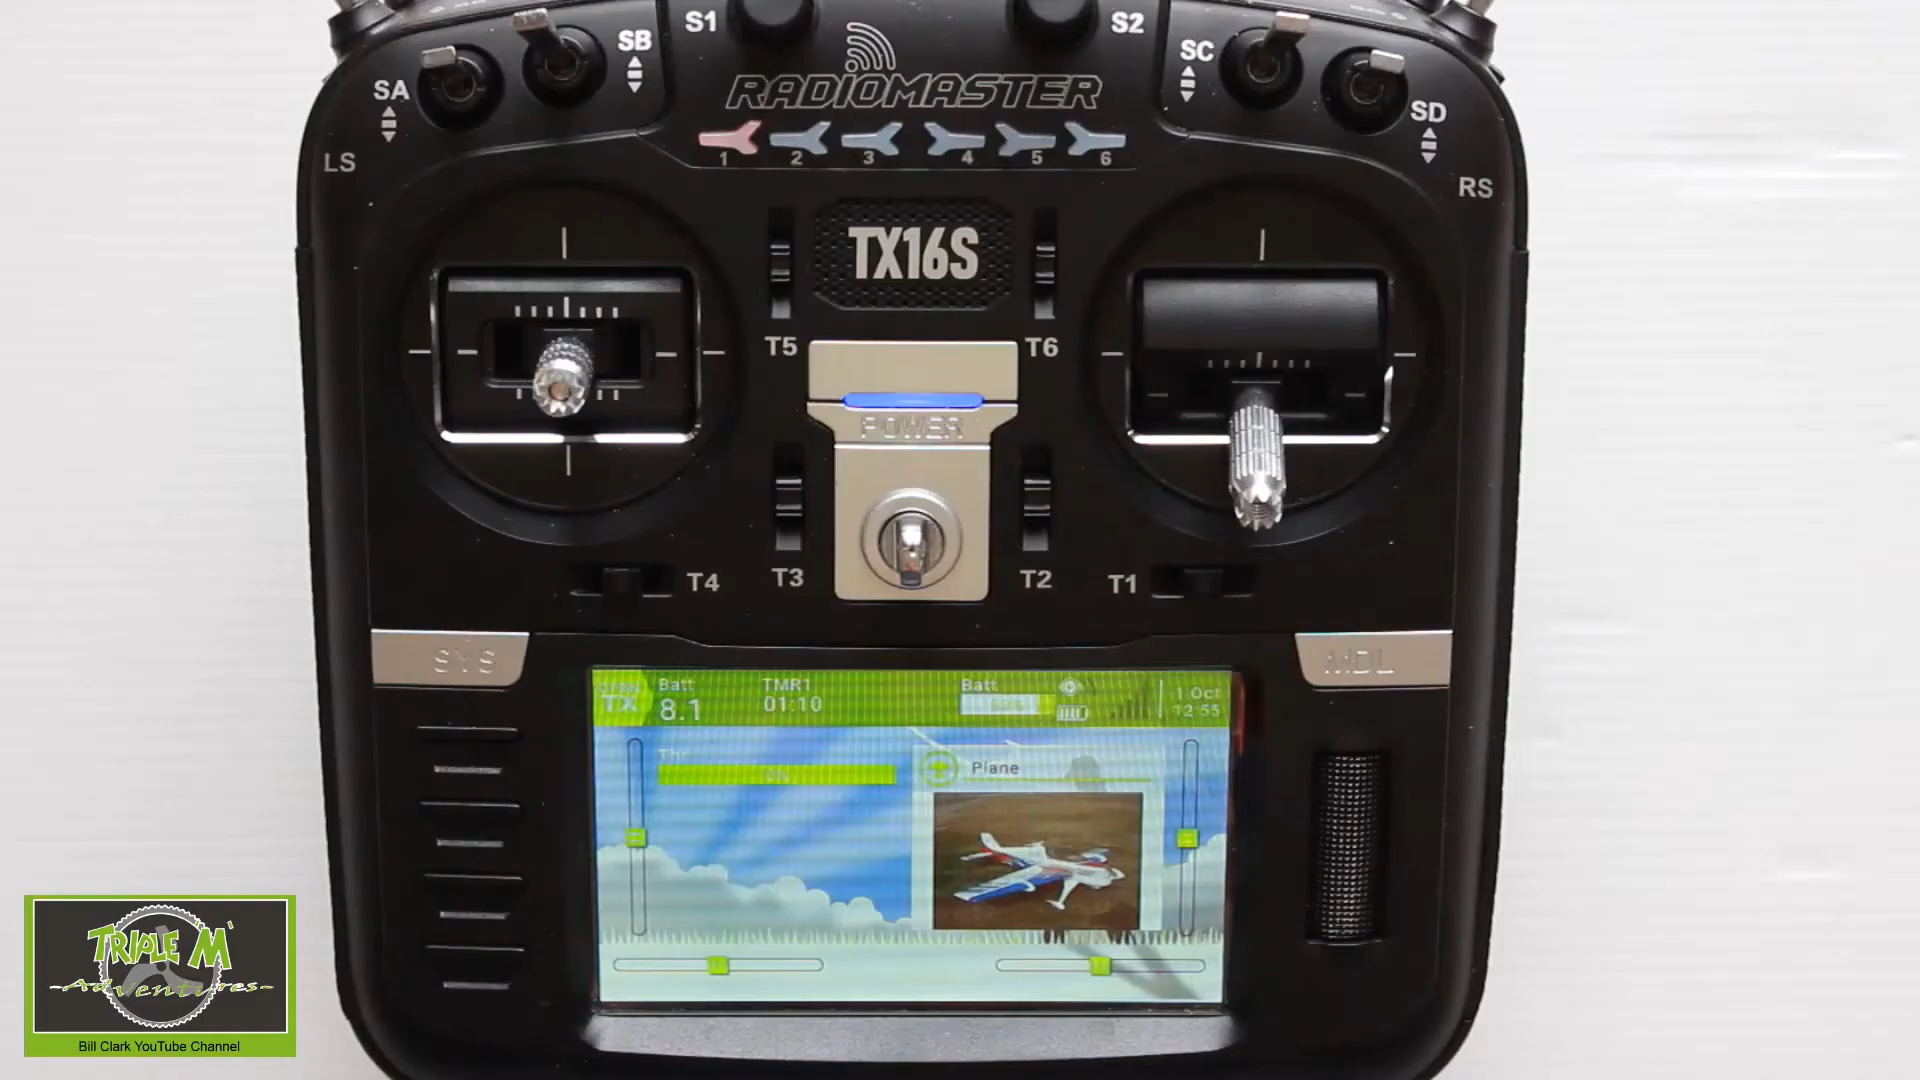 S1
S2
SB
SC
SA
SD
RADIOMASTER
1 2 3 4 5 6
LS
RS
TX16S
T5
T6
POWER
T4
T3
T2
T1
SYS
MDL
OPEN
TX
Batt
8.1
TMR1
01:10
Batt
1 Oct
12:55
Thr
Plane
TRIPLE M
-Adventures-
Bill Clark YouTube Channel